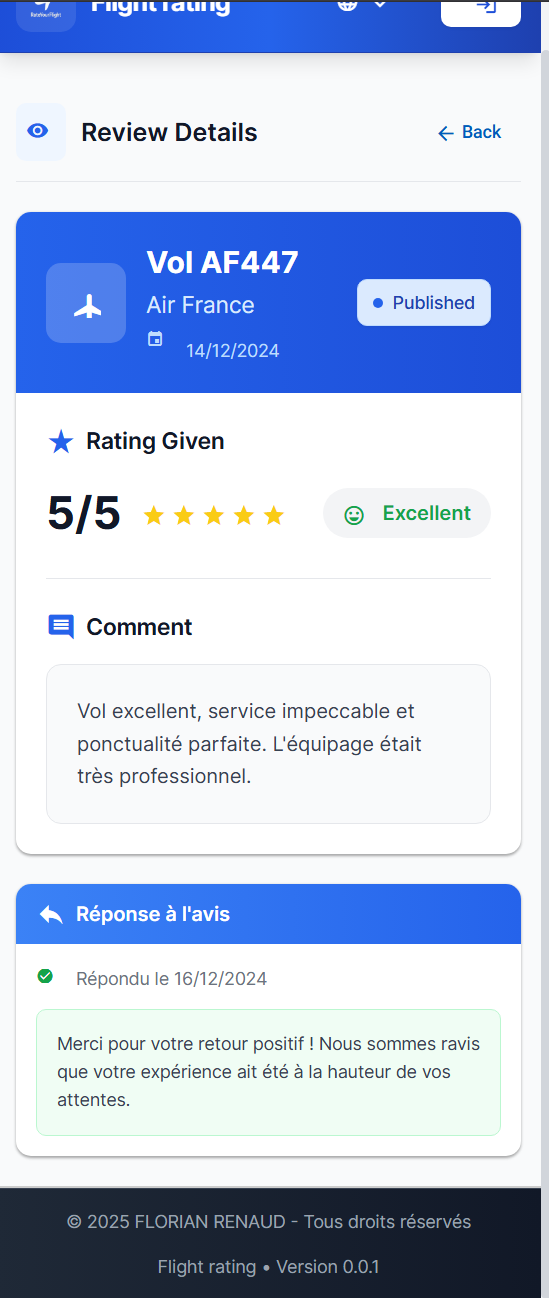 RateYourFlight
Flight rating
Review Details
Back
Vol AF447
Air France
Published
14/12/2024
Rating Given
5/5
Excellent
Comment
Vol excellent, service impeccable et
ponctualité parfaite. L'équipage était
très professionnel.
Réponse à l'avis
Répondu le 16/12/2024
Merci pour votre retour positif ! Nous sommes ravis
que votre expérience ait été à la hauteur de vos
attentes.
© 2025 FLORIAN RENAUD - Tous droits réservés
Flight rating • Version 0.0.1